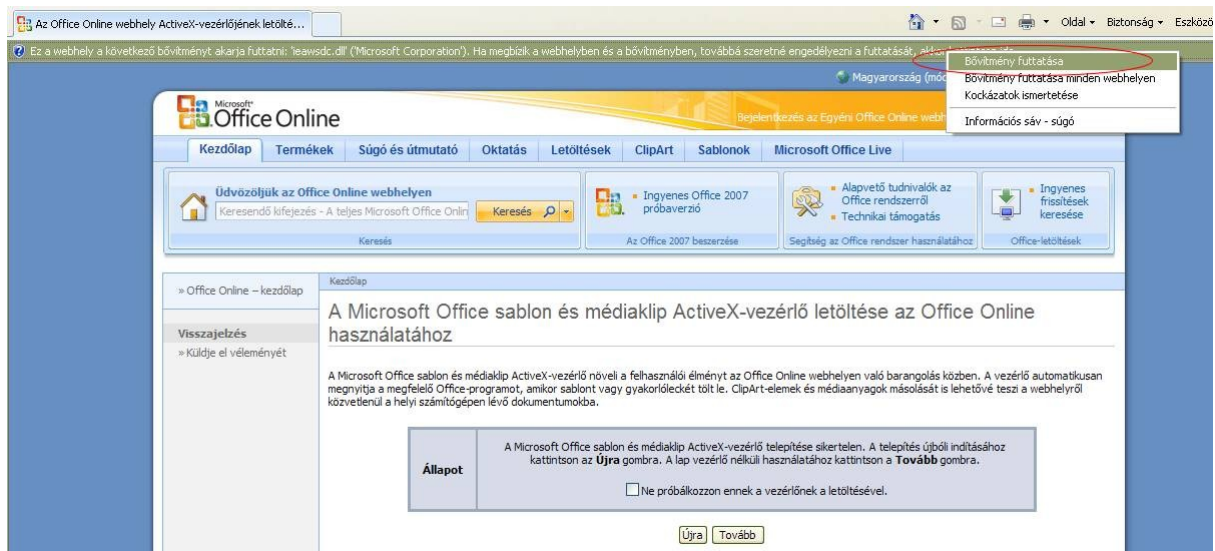 Az Office Online webhely ActiveX-vezérlőjének letölté...
Oldal
Biztonság
Eszközö
Ez a webhely a következő bővítményt akarja futtatni: 'ieawsdc.dll' ('Microsoft Corporation'). Ha megbízik a webhelyben és a bővítményben, továbbá szeretné engedélyezni a futtatását,
Bővítmény futtatása
Bővítmény futtatása minden webhelyen
Kockázatok ismertetése
Információs sáv - súgó
Magyarország (mód
Microsoft
Office Online
Bejelentkezés az Egyéni Office Online webh
Kezdőlap Termékek Súgó és útmutató Oktatás Letöltések ClipArt Sablonok Microsoft Office Live
Üdvözöljük az Office Online webhelyen
Keresendő kifejezés - A teljes Microsoft Office Onlin
Keresés
Keresés
Ingyenes Office 2007
próbaverzió
Az Office 2007 beszerzése
Alapvető tudnivalók az
Office rendszerről
Technikai támogatás
Segítség az Office rendszer használatához
Ingyenes
frissítések
keresése
Office-letöltések
» Office Online – kezdőlap
Visszajelzés
» Küldje el véleményét
Kezdőlap
A Microsoft Office sablon és médiaklip ActiveX-vezérlő letöltése az Office Online
használatához
A Microsoft Office sablon és médiaklip ActiveX-vezérlő növeli a felhasználói élményt az Office Online webhelyen való barangolás közben. A vezérlő automatikusan
megnyitja a megfelelő Office-programot, amikor sablont vagy gyakorlóleckét tölt le. ClipArt-elemek és médiaanyagok másolását is lehetővé teszi a webhelyről
közvetlenül a helyi számítógépen lévő dokumentumokba.
Állapot
A Microsoft Office sablon és médiaklip ActiveX-vezérlő telepítése sikertelen. A telepítés újbóli indításához
kattintson az Újra gombra. A lap vezérlő nélküli használatához kattintson a Tovább gombra.
Ne próbálkozzon ennek a vezérlőnek a letöltésével.
Újra
Tovább